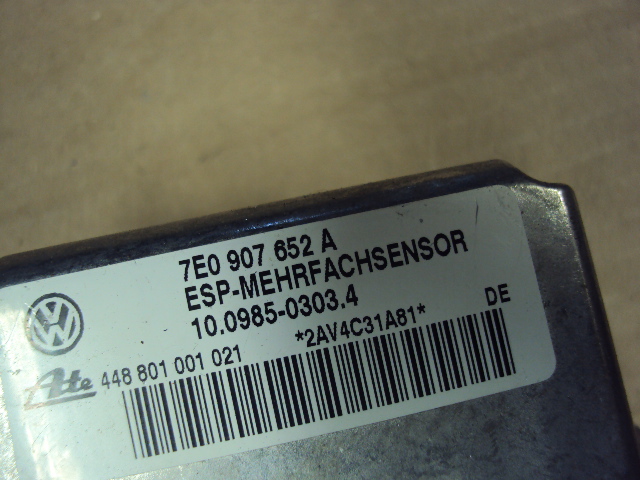 7E0 907 652 A
ESP-MEHRFACHSENSOR
10.0985-0303.4
DE
Ate 448 801 001 021 *2AV4C31A81*